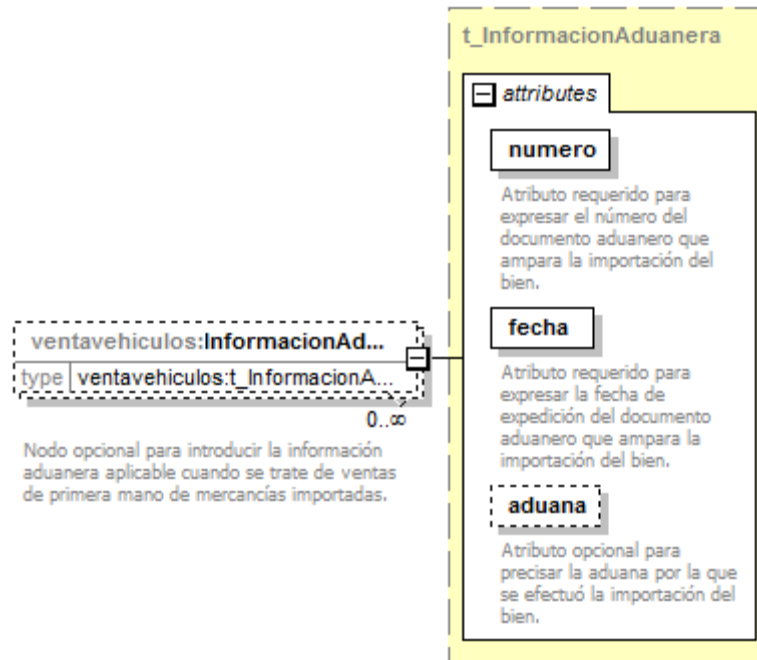 t_InformacionAduanera
attributes
numero
Atributo requerido para
expresar el número del
documento aduanero que
ampara la importación del
bien.
fecha
Atributo requerido para
expresar la fecha de
expedición del documento
aduanero que ampara la
importación del bien.
aduana
Atributo opcional para
precisar la aduana por la que
se efectuó la importación del
bien.
ventavehiculos:InformacionAd...
type ventavehiculos:t_InformacionA...
0..∞
Nodo opcional para introducir la información
aduanera aplicable cuando se trate de ventas
de primera mano de mercancías importadas.